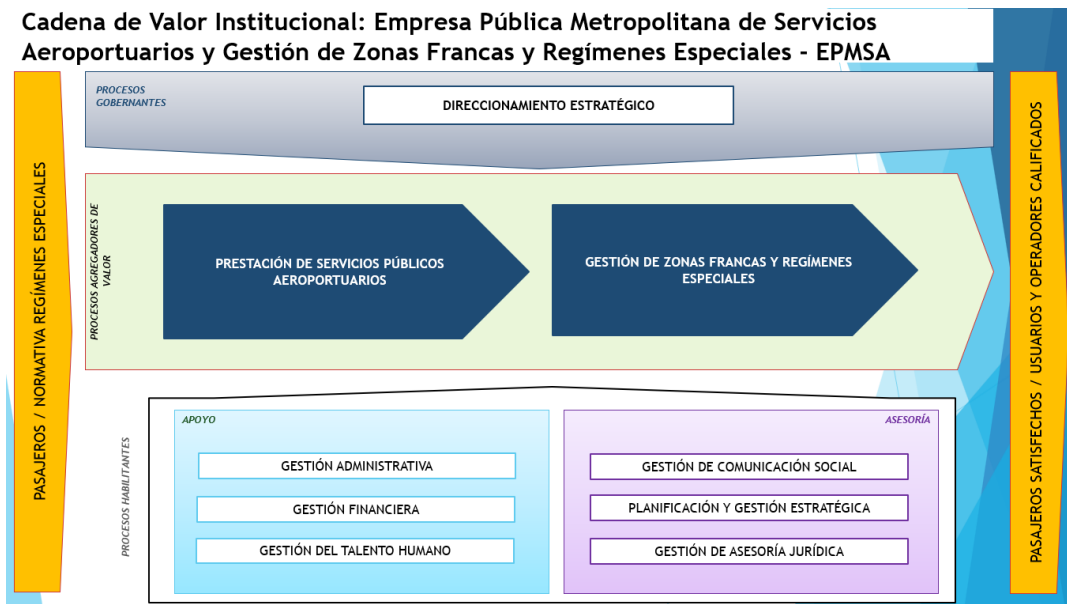 Cadena de Valor Institucional: Empresa Pública Metropolitana de Servicios
Aeroportuarios y Gestión de Zonas Francas y Regímenes Especiales - EPMSA
PASAJEROS / NORMATIVA REGÍMENES ESPECIALES
PROCESOS
GOBERNANTES
DIRECCIONAMIENTO ESTRATÉGICO
PROCESOS AGREGADORES DE
VALOR
PRESTACIÓN DE SERVICIOS PÚBLICOS
AEROPORTUARIOS
GESTIÓN DE ZONAS FRANCAS Y REGÍMENES
ESPECIALES
PROCESOS HABILITANTES
APOYO
GESTIÓN ADMINISTRATIVA
GESTIÓN FINANCIERA
GESTIÓN DEL TALENTO HUMANO
ASESORÍA
GESTIÓN DE COMUNICACIÓN SOCIAL
PLANIFICACIÓN Y GESTIÓN ESTRATÉGICA
GESTIÓN DE ASESORÍA JURÍDICA
PASAJEROS SATISFECHOS / USUARIOS Y OPERADORES CALIFICADOS